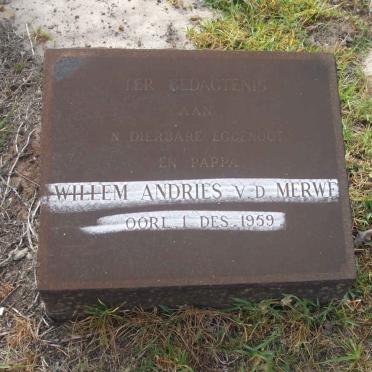 TER GEDAGTENIS
AAN
'N DIERBARE EGGENOOT
EN PAPPA
WILLEM ANDRIES V.D. MERWE
OORL. 1 DES. 1959